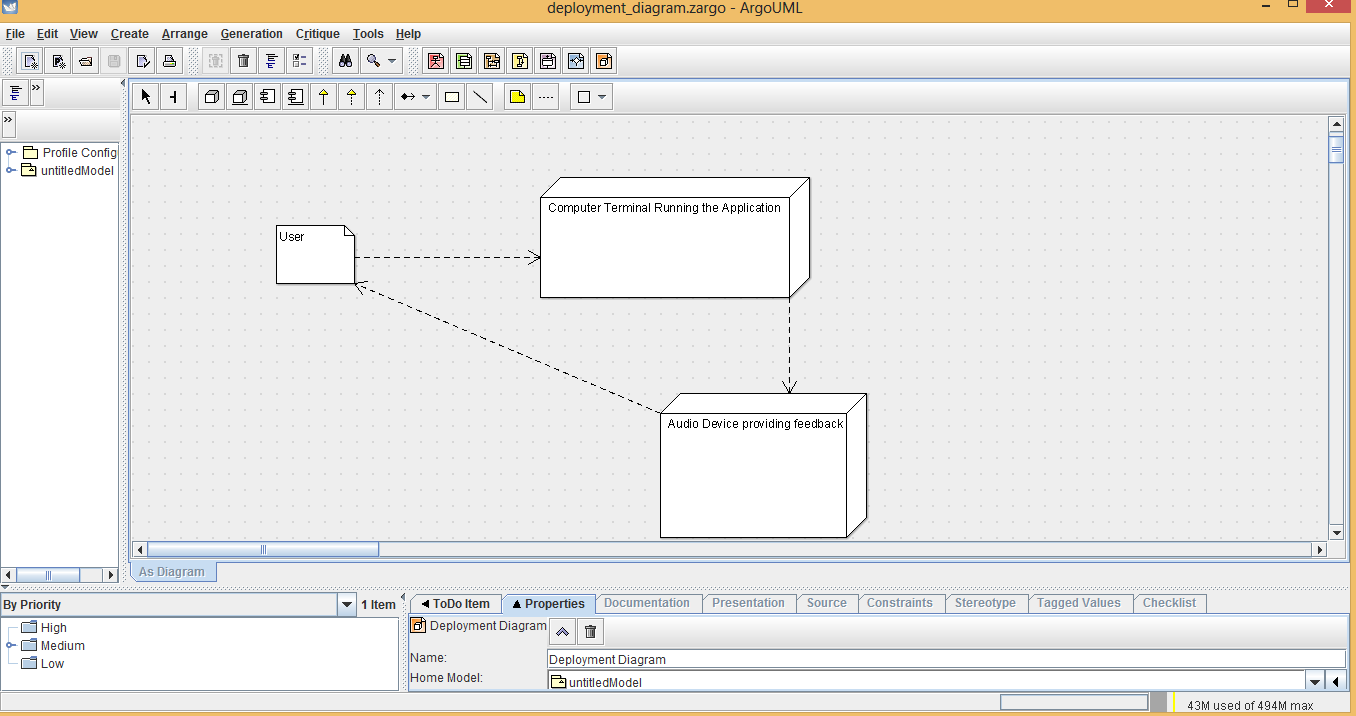 deployment_diagram.zargo - ArgoUML
File Edit View Create Arrange Generation Critique Tools Help
Profile Config
untitledModel
Computer Terminal Running the Application
User
Audio Device providing feedback
As Diagram
By Priority
1 Item
High
Medium
Low
ToDo Item Properties Documentation Presentation Source Constraints Stereotype Tagged Values Checklist
Deployment Diagram
Name:
Deployment Diagram
Home Model:
untitledModel
43M used of 494M max